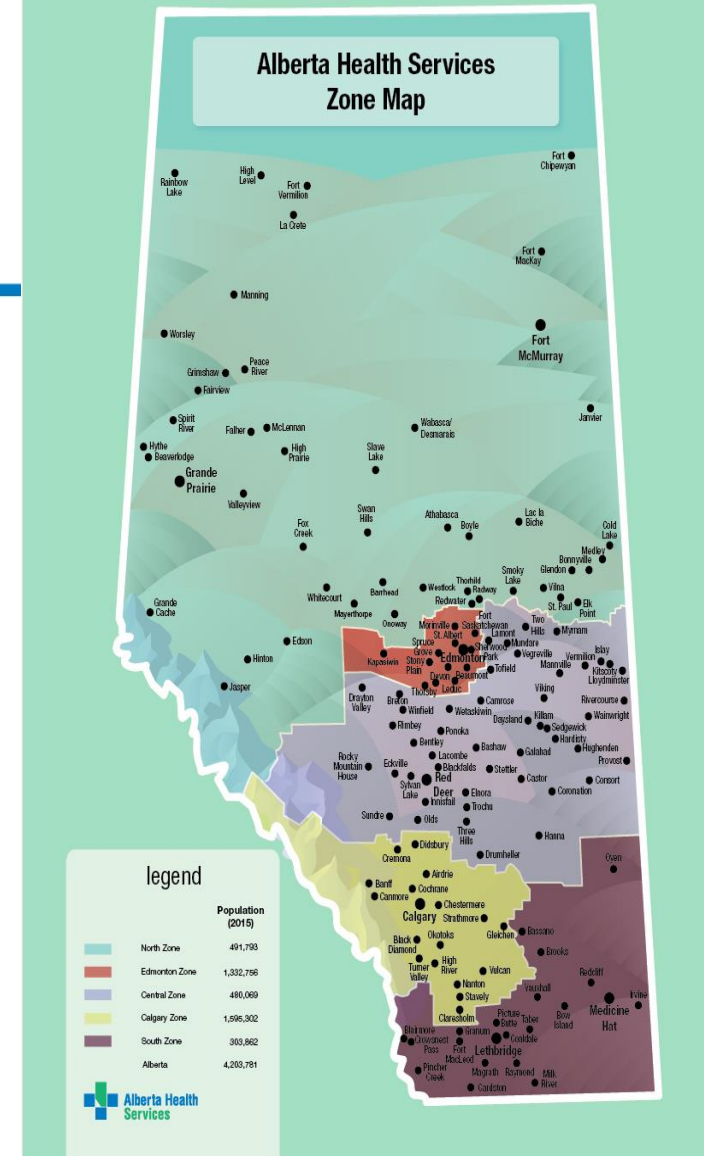 Alberta Health Services
Zone Map
Fort
Chipewyan
Rainbow
Lake
High
Level
Fort
Vermilion
La Crete
Fort
MacKay
Manning
Fort
McMurray
Worsley
Peace
River
Grimshaw
Fairview
Janvier
Spirit
River
Falher
McLennan
Wabasca/
Desmarais
Hythe
Beaverlodge
High
Prairie
Slave
Lake
Grande
Prairie
Valleyview
Swan
Hills
Athabasca
Boyle
Lac la
Biche
Fox
Creek
Cold
Lake
Medley
Bonnyville
Glendon
Whitecourt
Barrhead
Westlock
Thorhild
Radway
Smoky
Lake
Vilna
Mayerthorpe
Redwater
St. Paul
Elk
Point
Grande
Cache
Onoway
Morinville
Fort
Saskatchewan
Two
Hills
Myrnam
St. Albert
Lamont
Edson
Spruce
Grove
Sherwood
Park
Mundare
Vegreville
Hinton
Kapasiwin
Stony
Plain
Edmonton
Tofield
Mannville
Vermilion
Islay
Kitscoty
Lloydminster
Jasper
Devon
Beaumont
Thorsby
Leduc
Drayton
Valley
Breton
Winfield
Wetaskiwin
Camrose
Viking
Rivercourse
Rimbey
Ponoka
Daysland
Killam
Sedgewick
Wainwright
Hardisty
Bentley
Bashaw
Galahad
Hughenden
Provost
Rocky
Mountain
House
Eckville
Lacombe
Blackfalds
Stettler
Castor
Consort
Sylvan
Lake
Red
Deer
Elnora
Coronation
Innisfail
Trochu
Sundre
Olds
Three
Hills
Hanna
Didsbury
Cremona
Drumheller
Oyen
Airdrie
Banff
Cochrane
Canmore
Chestermere
Calgary
Strathmore
Gleichen
Bassano
Black
Diamond
Okotoks
Brooks
Turner
Valley
High
River
Vulcan
Redcliff
Nanton
Vauxhall
Irvine
Stavely
Medicine
Hat
Claresholm
Picture
Butte
Taber
Bow
Island
Blairmore
Crowsnest
Pass
Granum
Coaldale
Fort
MacLeod
Lethbridge
Pincher
Creek
Magrath
Raymond
Milk
River
Cardston
legend
Population
(2015)
North Zone 491,793
Edmonton Zone 1,332,756
Central Zone 480,069
Calgary Zone 1,595,302
South Zone 303,862
Alberta 4,203,781
Alberta Health
Services